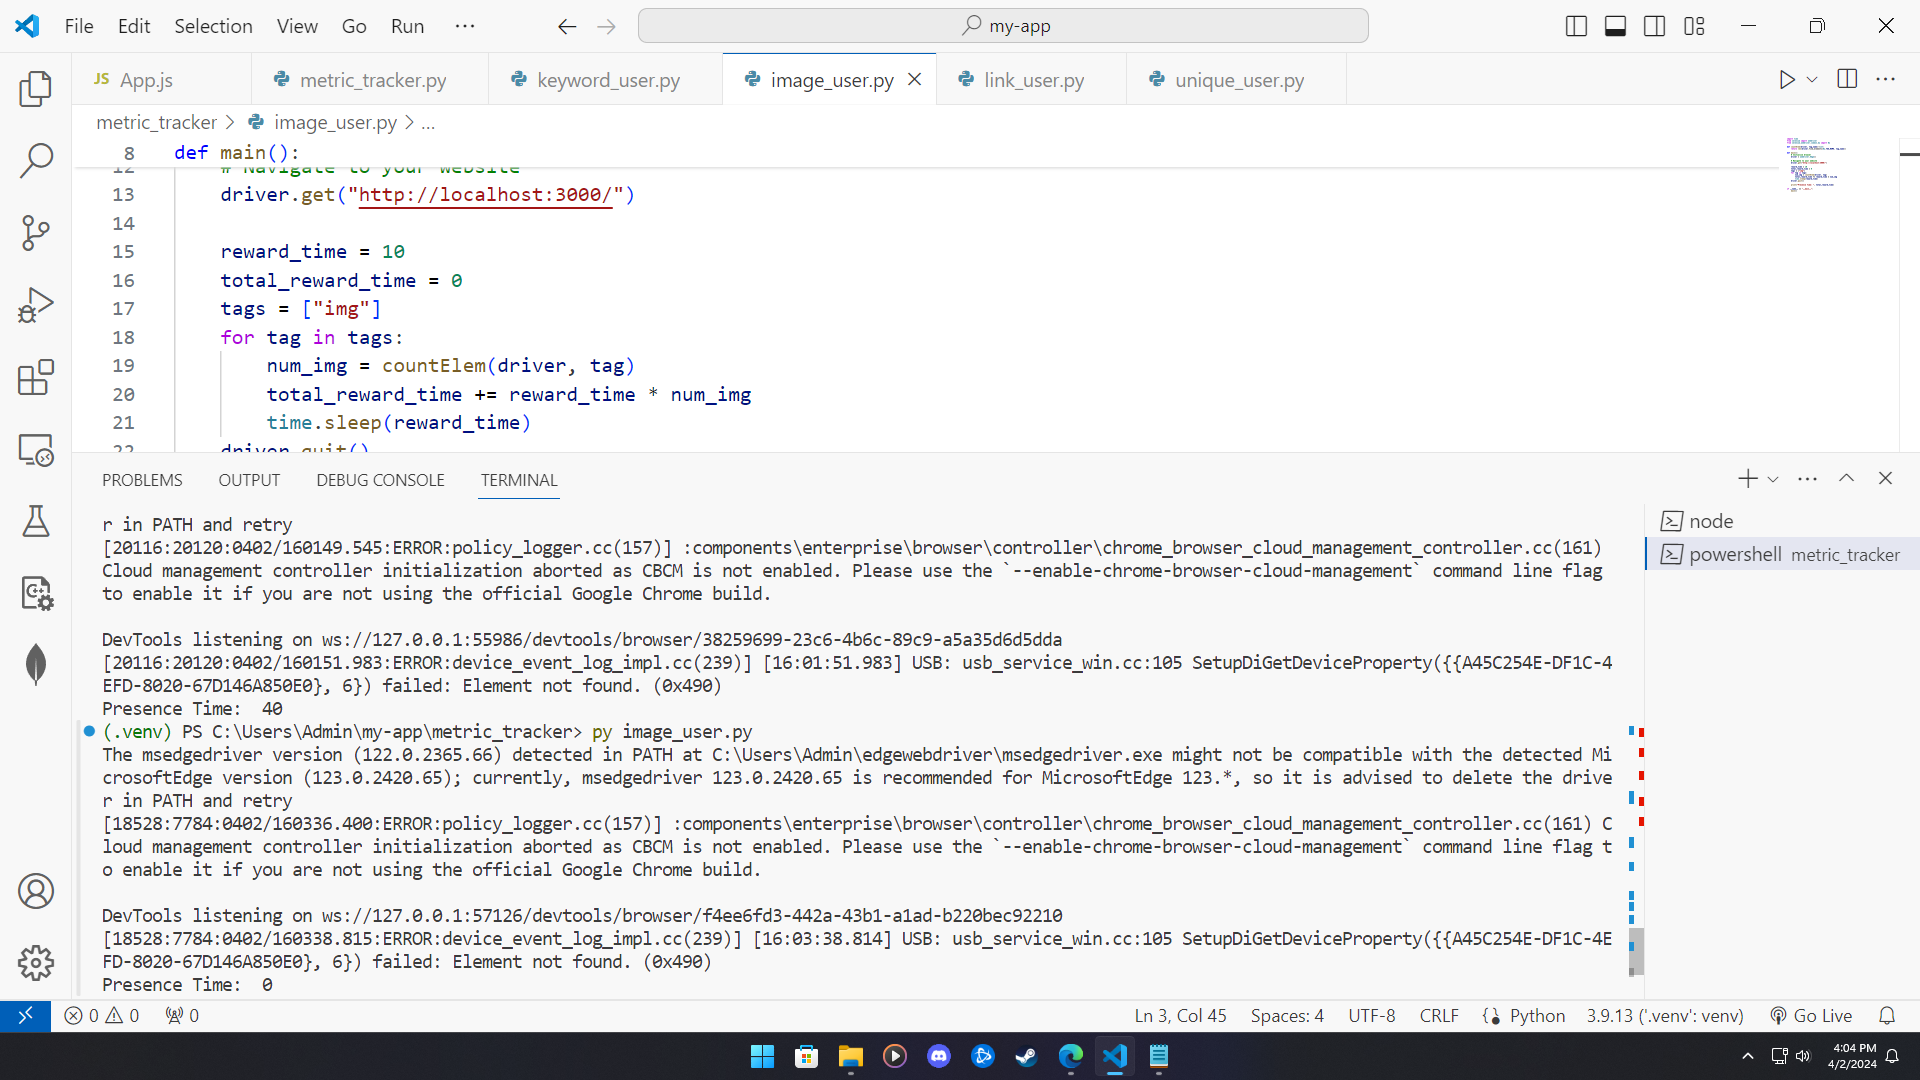 File Edit Selection View Go Run ··· my-app
JS App.js metric_tracker.py keyword_user.py image_user.py link_user.py unique_user.py
metric_tracker > image_user.py > ...
8 def main():
12 # Navigate to your website
13 driver.get("http://localhost:3000/")
14
15 reward_time = 10
16 total_reward_time = 0
17 tags = ["img"]
18 for tag in tags:
19 num_img = countElem(driver, tag)
20 total_reward_time += reward_time * num_img
21 time.sleep(reward_time)
22 driver.quit()
PROBLEMS OUTPUT DEBUG CONSOLE TERMINAL
r in PATH and retry
[20116:20120:0402/160149.545:ERROR:policy_logger.cc(157)] :components\enterprise\browser\controller\chrome_browser_cloud_management_controller.cc(161)
Cloud management controller initialization aborted as CBCM is not enabled. Please use the `--enable-chrome-browser-cloud-management` command line flag
to enable it if you are not using the official Google Chrome build.
DevTools listening on ws://127.0.0.1:55986/devtools/browser/38259699-23c6-4b6c-89c9-a5a35d6d5dda
[20116:20120:0402/160151.983:ERROR:device_event_log_impl.cc(239)] [16:01:51.983] USB: usb_service_win.cc:105 SetupDiGetDeviceProperty({{A45C254E-DF1C-4
EFD-8020-67D146A850E0}, 6}) failed: Element not found. (0x490)
Presence Time:  40
(.venv) PS C:\Users\Admin\my-app\metric_tracker> py image_user.py
The msedgedriver version (122.0.2365.66) detected in PATH at C:\Users\Admin\edgewebdriver\msedgedriver.exe might not be compatible with the detected Mi
crosoftEdge version (123.0.2420.65); currently, msedgedriver 123.0.2420.65 is recommended for MicrosoftEdge 123.*, so it is advised to delete the drive
r in PATH and retry
[18528:7784:0402/160336.400:ERROR:policy_logger.cc(157)] :components\enterprise\browser\controller\chrome_browser_cloud_management_controller.cc(161) C
loud management controller initialization aborted as CBCM is not enabled. Please use the `--enable-chrome-browser-cloud-management` command line flag t
o enable it if you are not using the official Google Chrome build.
DevTools listening on ws://127.0.0.1:57126/devtools/browser/f4ee6fd3-442a-43b1-a1ad-b220bec92210
[18528:7784:0402/160338.815:ERROR:device_event_log_impl.cc(239)] [16:03:38.814] USB: usb_service_win.cc:105 SetupDiGetDeviceProperty({{A45C254E-DF1C-4E
FD-8020-67D146A850E0}, 6}) failed: Element not found. (0x490)
Presence Time:  0
node
powershell metric_tracker
0 0 0 Ln 3, Col 45 Spaces: 4 UTF-8 CRLF Python 3.9.13 ('.venv': venv) Go Live
4:04 PM
4/2/2024